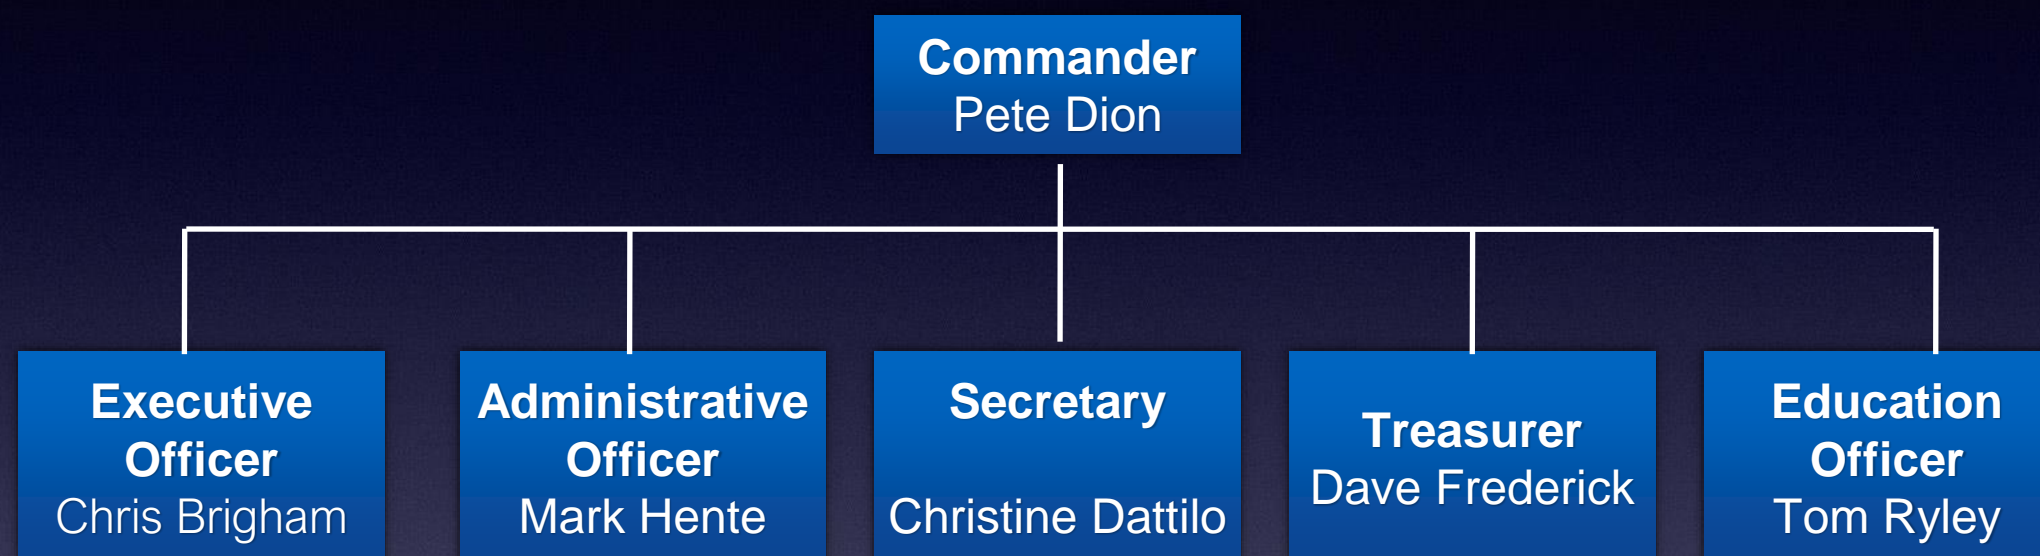 Commander
Pete Dion
Executive
Officer
Chris Brigham
Administrative
Officer
Mark Hente
Secretary
Christine Dattilo
Treasurer
Dave Frederick
Education
Officer
Tom Ryley